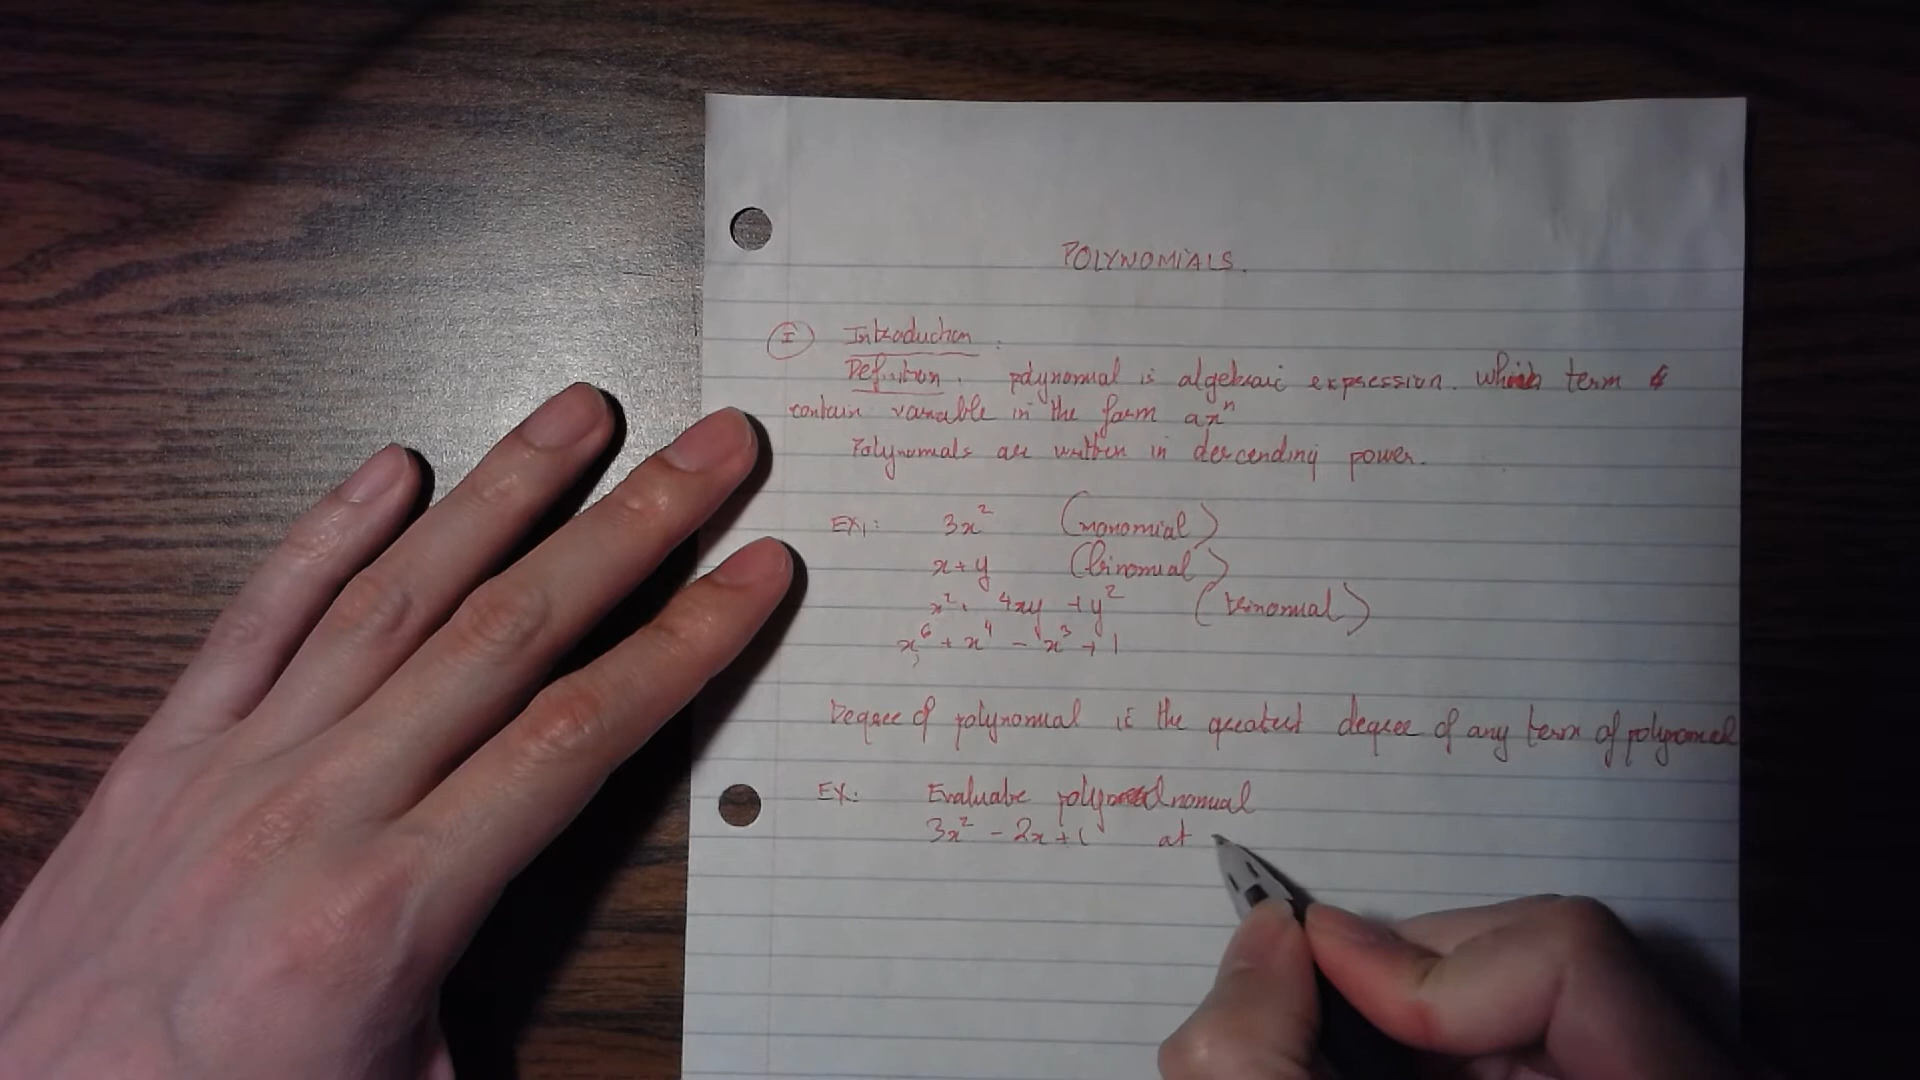 POLYNOMIALS.
I Introduction.
Definition. polynomial is algebraic expression. which term
contain variable in the form axⁿ
Polynomials are written in descending power.
EX1: 3x² (monomial)
x+y (binomial)
x² 4xy + y² (trinomial)
x⁶ + x⁴ - x³ + 1
Degree of polynomial is the greatest degree of any term of polynomial
EX: Evaluate polynomial
3x² - 2x + 1 at